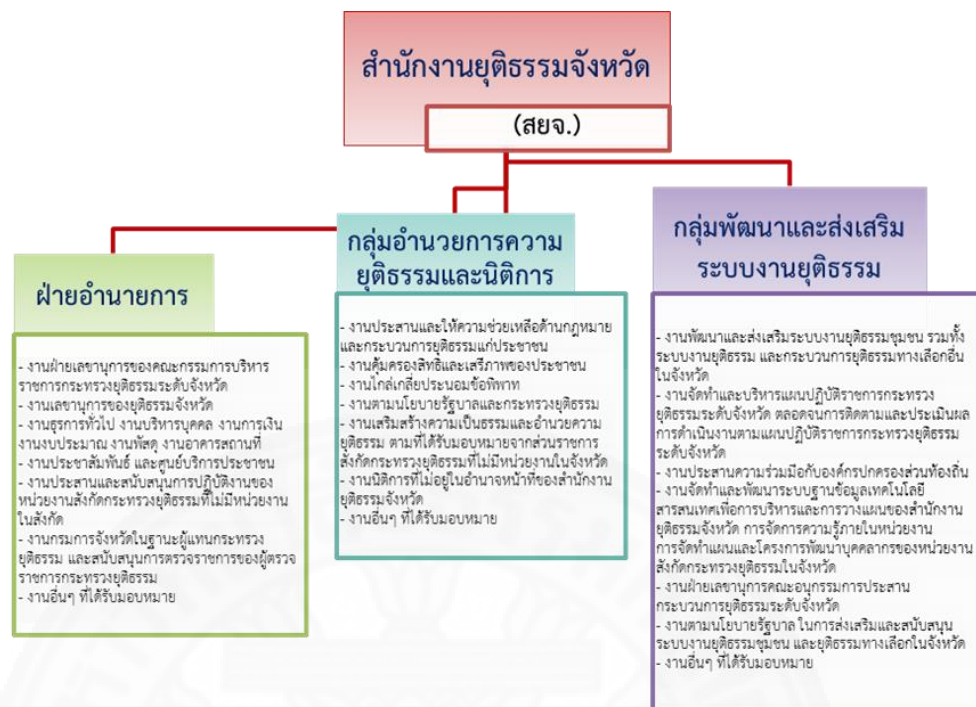 สำนักงานยุติธรรมจังหวัด
(สยจ.)
ฝ่ายอำนายการ
- งานฝ่ายเลขานุการของคณะกรรมการบริหาร
ราชการกระทรวงยุติธรรมระดับจังหวัด
- งานเลขานุการของยุติธรรมจังหวัด
- งานธุรการทั่วไป งานบริหารบุคคล งานการเงิน
งานงบประมาณ งานพัสดุ งานอาคารสถานที่
- งานประชาสัมพันธ์ และศูนย์บริการประชาชน
- งานประสานและสนับสนุนการปฏิบัติงานของ
หน่วยงานสังกัดกระทรวงยุติธรรมที่ไม่มีหน่วยงาน
ในสังกัด
- งานกรมการจังหวัดในฐานะผู้แทนกระทรวง
ยุติธรรม และสนับสนุนการตรวจราชการของผู้ตรวจ
ราชการกระทรวงยุติธรรม
- งานอื่นๆ ที่ได้รับมอบหมาย
กลุ่มอำนวยการความ
ยุติธรรมและนิติการ
- งานประสานและให้ความช่วยเหลือด้านกฎหมาย
และกระบวนการยุติธรรมแก่ประชาชน
- งานคุ้มครองสิทธิและเสรีภาพของประชาชน
- งานไกล่เกลี่ยประนอมข้อพิพาท
- งานตามนโยบายรัฐบาลและกระทรวงยุติธรรม
- งานเสริมสร้างความเป็นธรรมและอำนวยความ
ยุติธรรม ตามที่ได้รับมอบหมายจากส่วนราชการ
สังกัดกระทรวงยุติธรรมที่ไม่มีหน่วยงานในจังหวัด
- งานนิติการที่ไม่อยู่ในอำนาจหน้าที่ของสำนักงาน
ยุติธรรมจังหวัด
- งานอื่นๆ ที่ได้รับมอบหมาย
กลุ่มพัฒนาและส่งเสริม
ระบบงานยุติธรรม
- งานพัฒนาและส่งเสริมระบบงานยุติธรรมชุมชน รวมทั้ง
ระบบงานยุติธรรม และกระบวนการยุติธรรมทางเลือกอื่น
ในจังหวัด
- งานจัดทำและบริหารแผนปฏิบัติราชการกระทรวง
ยุติธรรมระดับจังหวัด ตลอดจนการติดตามและประเมินผล
การดำเนินงานตามแผนปฏิบัติราชการกระทรวงยุติธรรม
ระดับจังหวัด
- งานประสานความร่วมมือกับองค์กรปกครองส่วนท้องถิ่น
- งานจัดทำและพัฒนาระบบฐานข้อมูลเทคโนโลยี
สารสนเทศเพื่อการบริหารและการวางแผนของสำนักงาน
ยุติธรรมจังหวัด การจัดการความรู้ภายในหน่วยงาน
การจัดทำแผนและโครงการพัฒนาบุคคลากรของหน่วยงาน
สังกัดกระทรวงยุติธรรมในจังหวัด
- งานฝ่ายเลขานุการคณะอนุกรรมการประสาน
กระบวนการยุติธรรมระดับจังหวัด
- งานตามนโยบายรัฐบาล ในการส่งเสริมและสนับสนุน
ระบบงานยุติธรรมชุมชน และยุติธรรมทางเลือกในจังหวัด
- งานอื่นๆ ที่ได้รับมอบหมาย